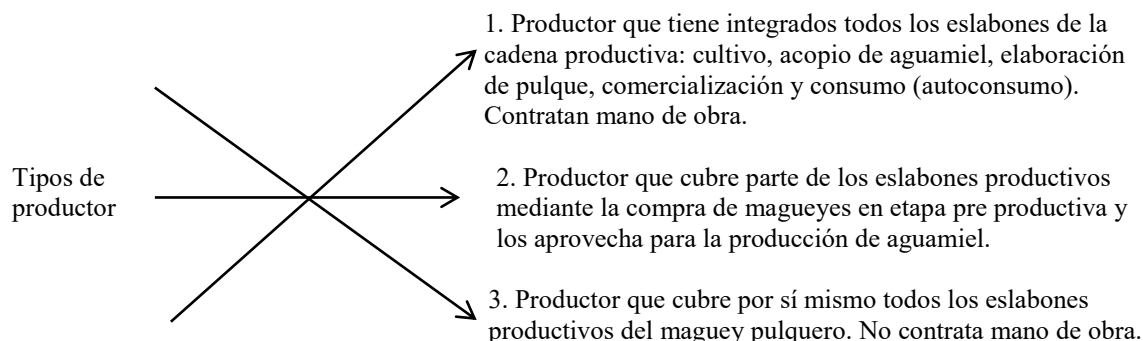 1. Productor que tiene integrados todos los eslabones de la
cadena productiva: cultivo, acopio de aguamiel, elaboración
de pulque, comercialización y consumo (autoconsumo).
Contratan mano de obra.
Tipos de
productor
2. Productor que cubre parte de los eslabones productivos
mediante la compra de magueyes en etapa pre productiva y
los aprovecha para la producción de aguamiel.
3. Productor que cubre por sí mismo todos los eslabones
productivos del maguey pulquero. No contrata mano de obra.